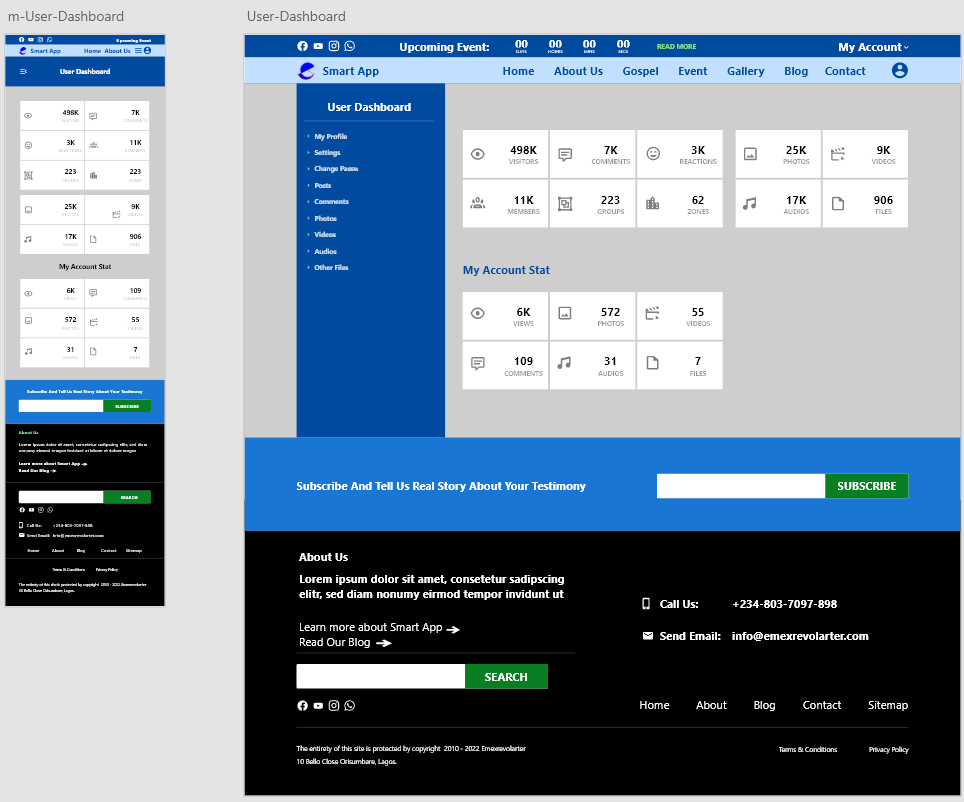 m-User-Dashboard
Upcoming Event
Smart App
Home About Us
User Dashboard
498K
VISITORS
7K
COMMENTS
3K
REACTIONS
11K
MEMBERS
223
GROUPS
223
ZONES
25K
PHOTOS
9K
VIDEOS
17K
AUDIOS
906
FILES
My Account Stat
6K
VIEWS
109
COMMENTS
572
PHOTOS
55
VIDEOS
31
AUDIOS
7
FILES
Subscribe And Tell Us Real Story About Your Testimony
SUBSCRIBE
About Us
Lorem ipsum dolor sit amet, consetetur sadipscing elitr, sed diam
nonumy eirmod tempor invidunt ut labore et dolore magna
Learn more about Smart App
Read Our Blog
SEARCH
Call Us: +234-803-7097-898
Send Email: info@emexrevolarter.com
Home About Blog Contact Sitemap
Terms & Conditions Privacy Policy
The entirety of this site is protected by copyright 2010 - 2022 Emexrevolarter
10 Bello Close Orisumbare, Lagos.
User-Dashboard
Upcoming Event: 00 DAYS 00 HOURS 00 MINS 00 SECS READ MORE My Account
Smart App Home About Us Gospel Event Gallery Blog Contact
User Dashboard
My Profile
Settings
Change Passw
Posts
Comments
Photos
Videos
Audios
Other Files
498K
VISITORS
7K
COMMENTS
3K
REACTIONS
25K
PHOTOS
9K
VIDEOS
11K
MEMBERS
223
GROUPS
62
ZONES
17K
AUDIOS
906
FILES
My Account Stat
6K
VIEWS
572
PHOTOS
55
VIDEOS
109
COMMENTS
31
AUDIOS
7
FILES
Subscribe And Tell Us Real Story About Your Testimony
SUBSCRIBE
About Us
Lorem ipsum dolor sit amet, consetetur sadipscing
elitr, sed diam nonumy eirmod tempor invidunt ut
Learn more about Smart App
Read Our Blog
SEARCH
Call Us: +234-803-7097-898
Send Email: info@emexrevolarter.com
Home About Blog Contact Sitemap
The entirety of this site is protected by copyright 2010 - 2022 Emexrevolarter
10 Bello Close Orisumbare, Lagos.
Terms & Conditions Privacy Policy